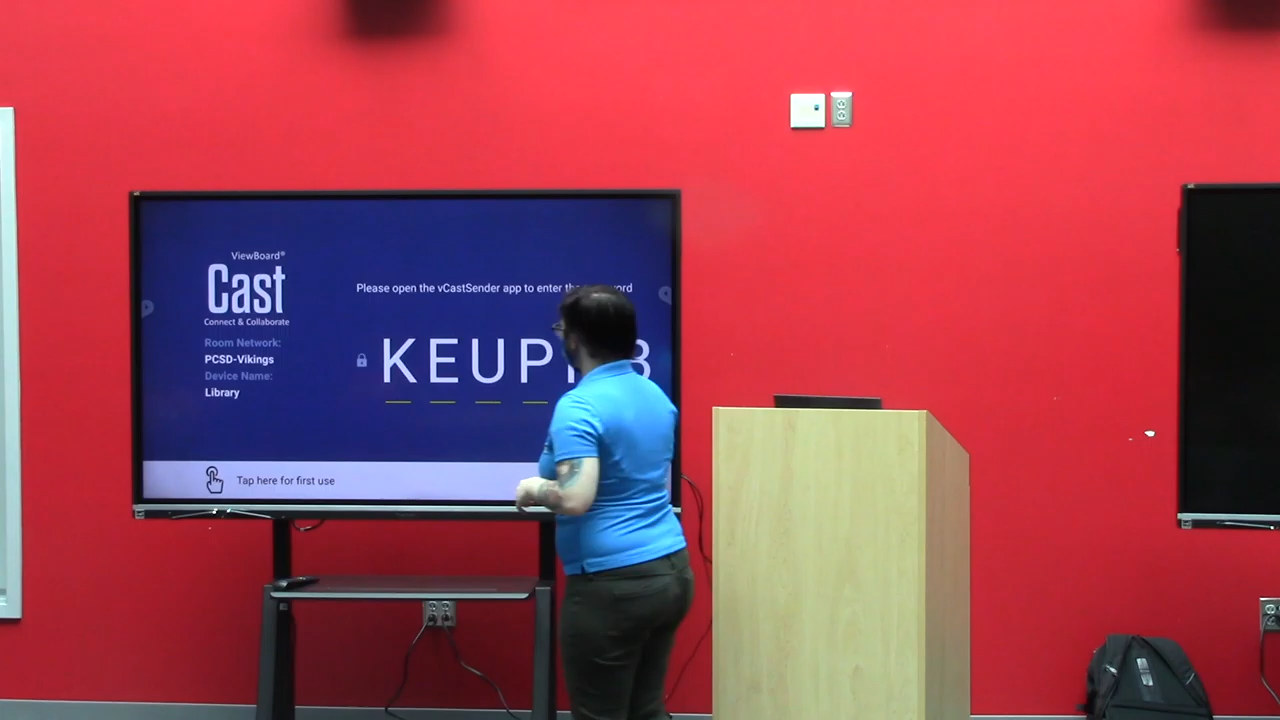 ViewBoard®
Cast
Connect & Collaborate
Room Network:
PCSD-Vikings
Device Name:
Library
Please open the vCastSender app to enter the
KEUP
Tap here for first use